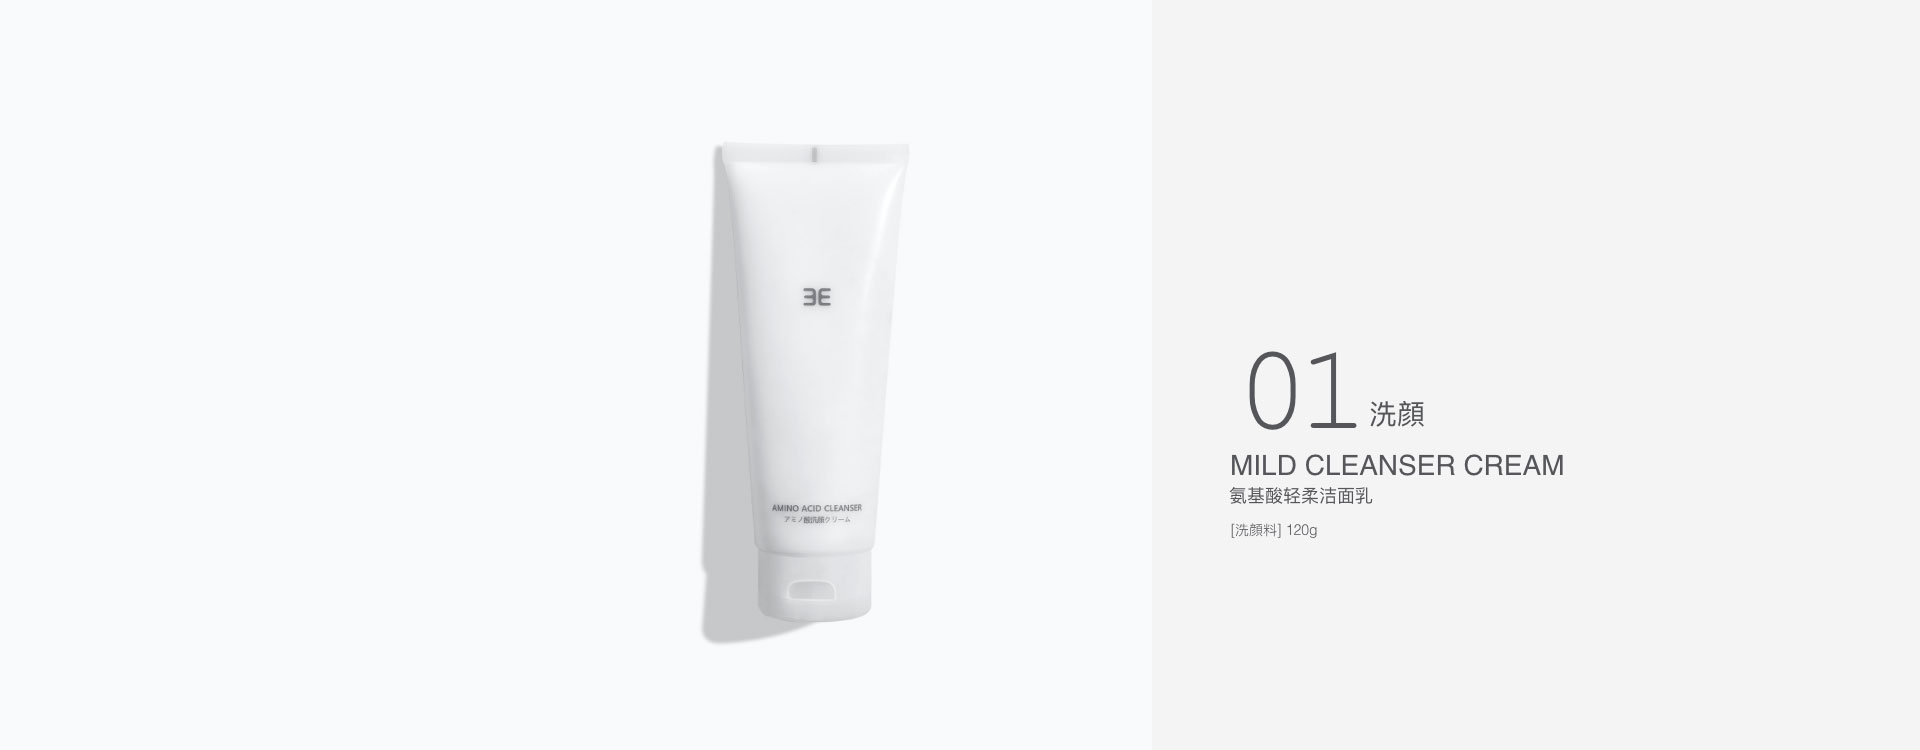 AMINO ACID CLEANSER
アミノ酸洗顔クリーム
01 洗顔
MILD CLEANSER CREAM
氨基酸轻柔洁面乳
[洗顔料] 120g